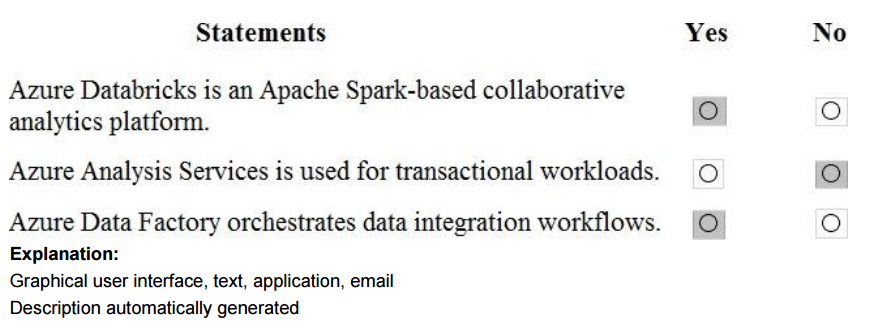 Statements Yes No
Azure Databricks is an Apache Spark-based collaborative
analytics platform.
Azure Analysis Services is used for transactional workloads.
Azure Data Factory orchestrates data integration workflows.
Explanation:
Graphical user interface, text, application, email
Description automatically generated